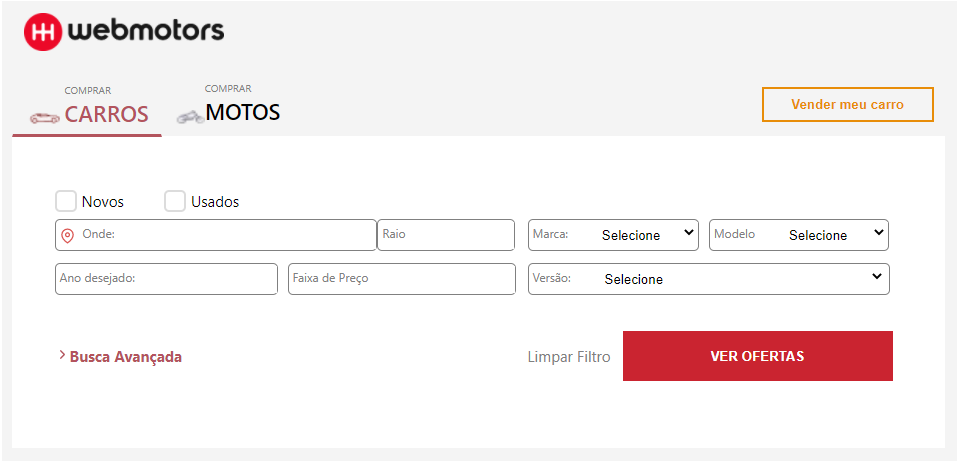 webmotors
COMPRAR
CARROS
COMPRAR
MOTOS
Vender meu carro
Novos
Usados
Onde:
Raio
Marca:
Selecione
Modelo
Selecione
Ano desejado:
Faixa de Preço
Versão:
Selecione
Busca Avançada
Limpar Filtro
VER OFERTAS